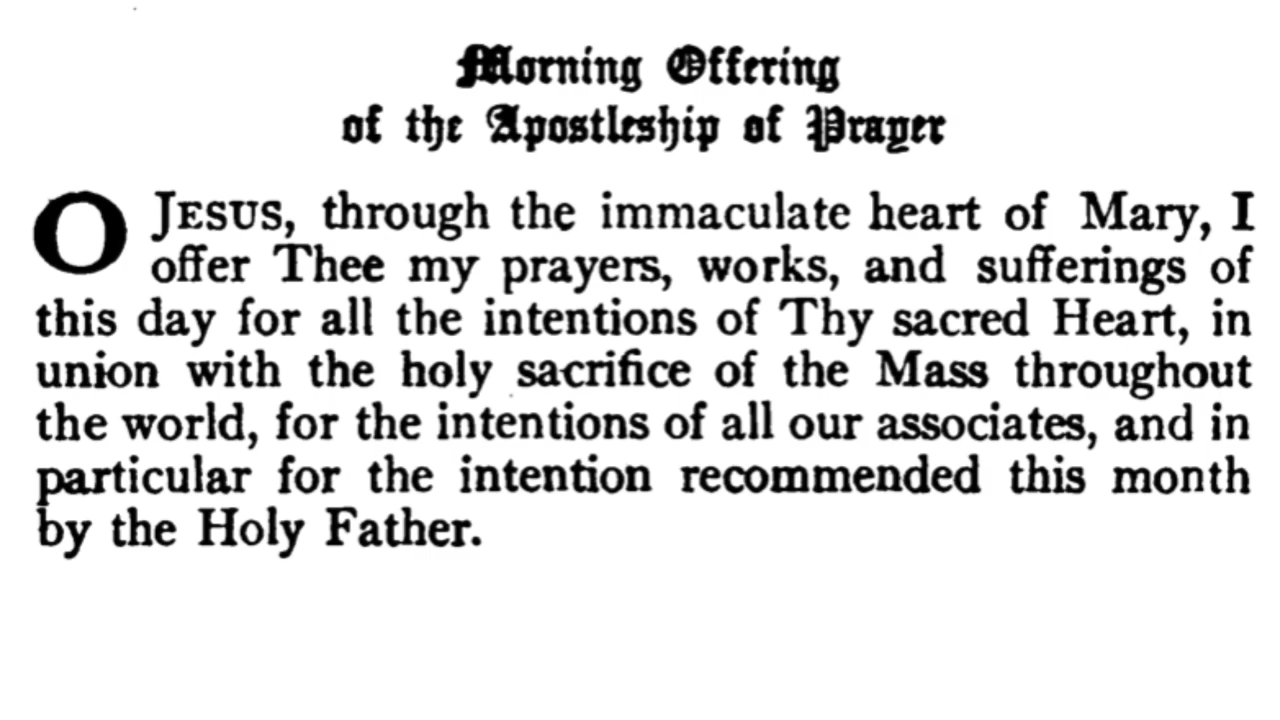 Morning Offering
of the Apostleship of Prayer
O JESUS, through the immaculate heart of Mary, I
offer Thee my prayers, works, and sufferings of
this day for all the intentions of Thy sacred Heart, in
union with the holy sacrifice of the Mass throughout
the world, for the intentions of all our associates, and in
particular for the intention recommended this month
by the Holy Father.